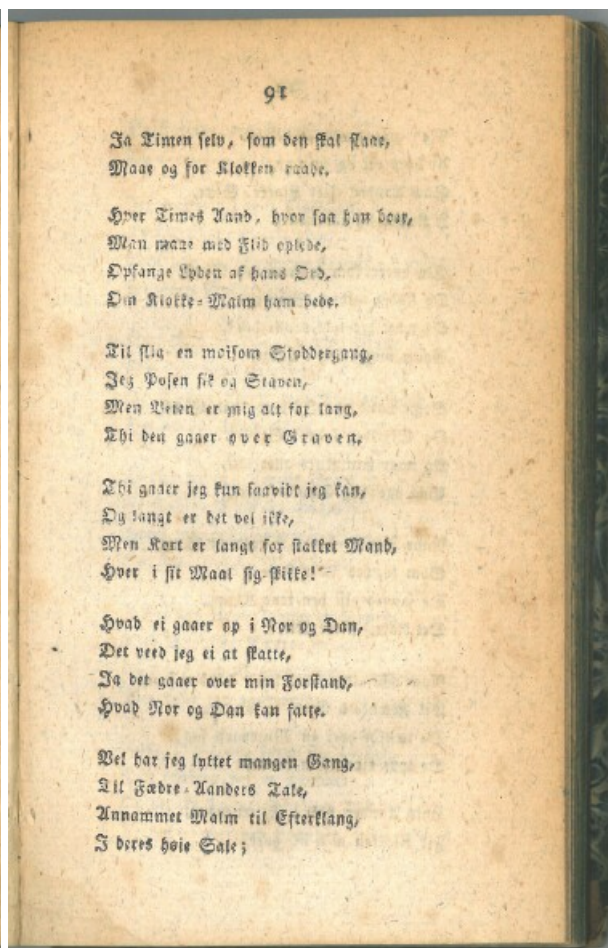 91
Ja Timen selv, som den skal slaae,
Maae og for Klokken raade.
Hver Times Aand, hvor saa han boer,
Man maae med Flid oplede,
Opfange Lyden af hans Ord,
Om Klokke-Malm ham bede.
Til slig en moisom Støddergang,
Jeg Posen fik og Staven,
Men Veien er mig alt for lang,
Thi den gaaer over Graven,
Thi gaaer jeg kun saavidt jeg kan,
Og langt er det vel ikke,
Men Kort er langt for stakket Mand,
Hver i sit Maal sig skikke!
Hvad ei gaaer op i Nor og Dan,
Det veed jeg ei at skatte,
Ja det gaaer over min Forstand,
Hvad Nor og Dan kan fatte.
Vel har jeg lyttet mangen Gang,
Til Fædre-Aanders Tale,
Annammet Malm til Efterklang,
I deres høie Sale;